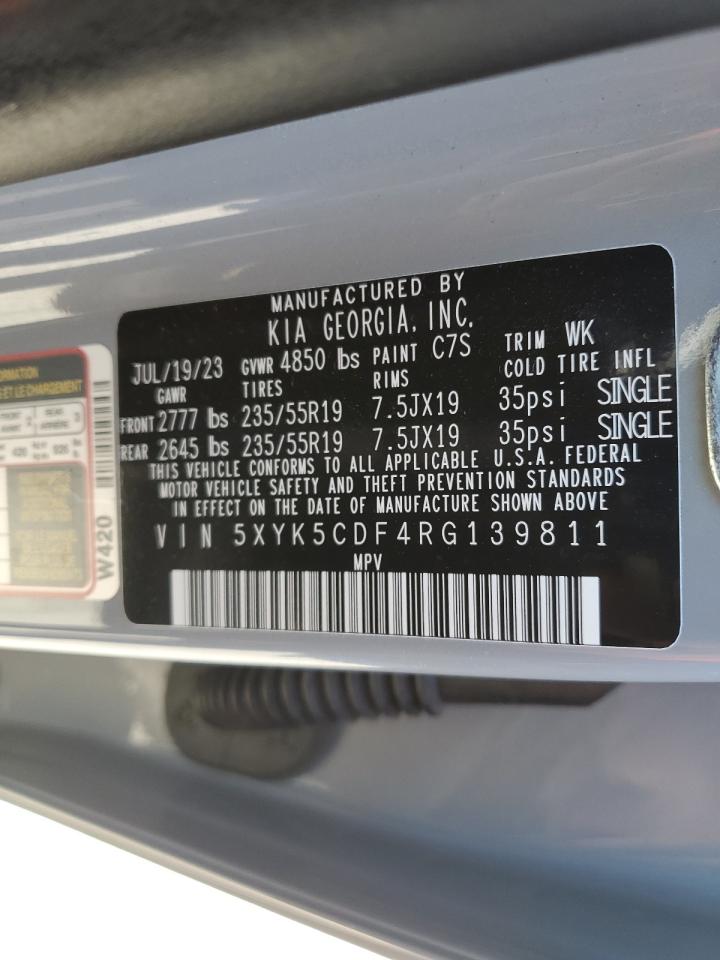 MANUFACTURED BY
KIA GEORGIA, INC.
JUL/19/23 GVWR 4850 lbs PAINT C7S TRIM WK
GAWR TIRES RIMS COLD TIRE INFL
FRONT 2777 lbs 235/55R19 7.5JX19 35psi SINGLE
REAR 2645 lbs 235/55R19 7.5JX19 35psi SINGLE
THIS VEHICLE CONFORMS TO ALL APPLICABLE U.S.A. FEDERAL
MOTOR VEHICLE SAFETY AND THEFT PREVENTION STANDARDS
IN EFFECT ON THE DATE OF MANUFACTURE SHOWN ABOVE
VIN 5XYK5CDF4RG139811
MPV
ET LE CHARGEMENT
W420